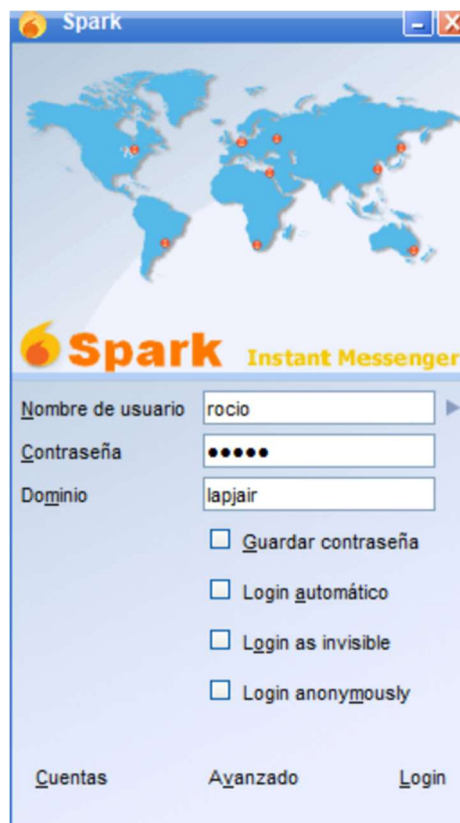 Spark
Spark Instant Messenger
Nombre de usuario rocio
Contraseña •••••
Dominio lapjair
Guardar contraseña
Login automático
Login as invisible
Login anonymously
Cuentas Avanzado Login